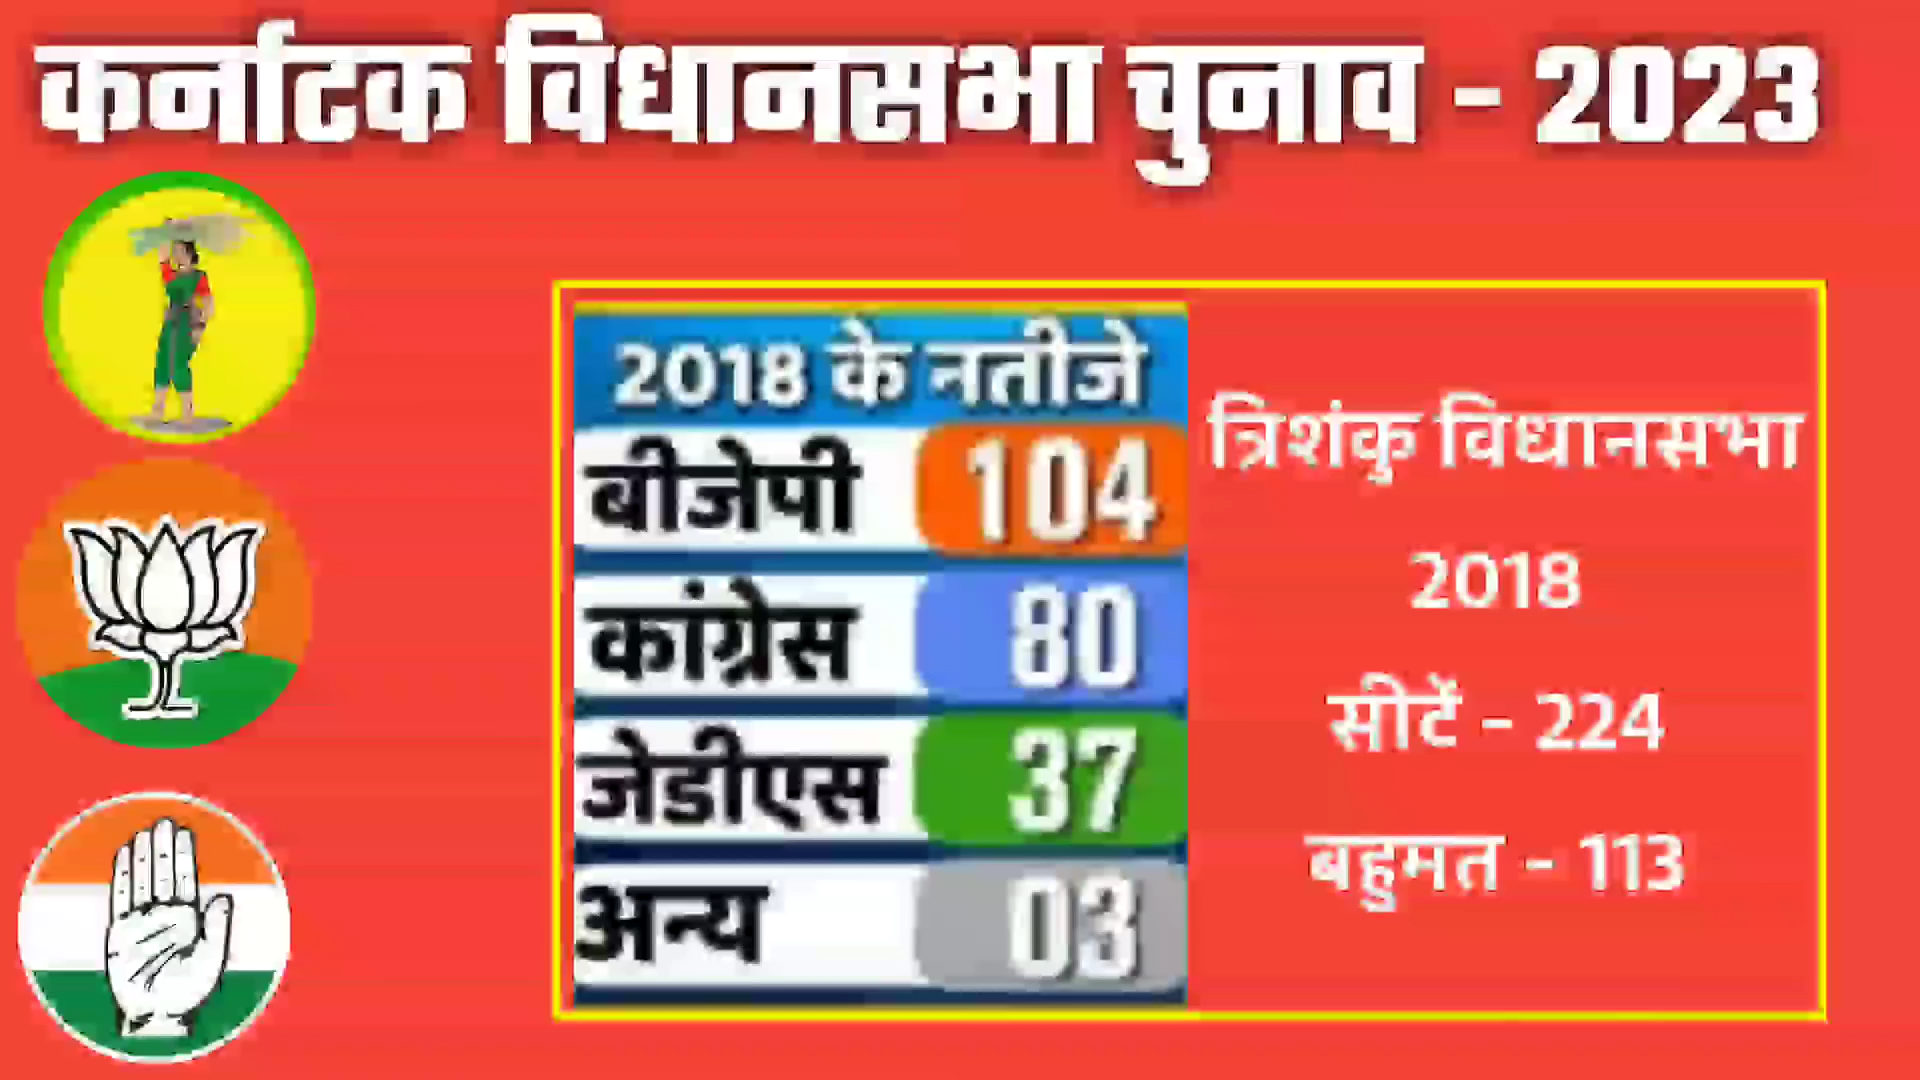 कर्नाटक विधानसभा चुनाव - 2023
2018 के नतीजे
बीजेपी 104
कांग्रेस 80
जेडीएस 37
अन्य 03
त्रिशंकु विधानसभा
2018
सीटें - 224
बहुमत - 113